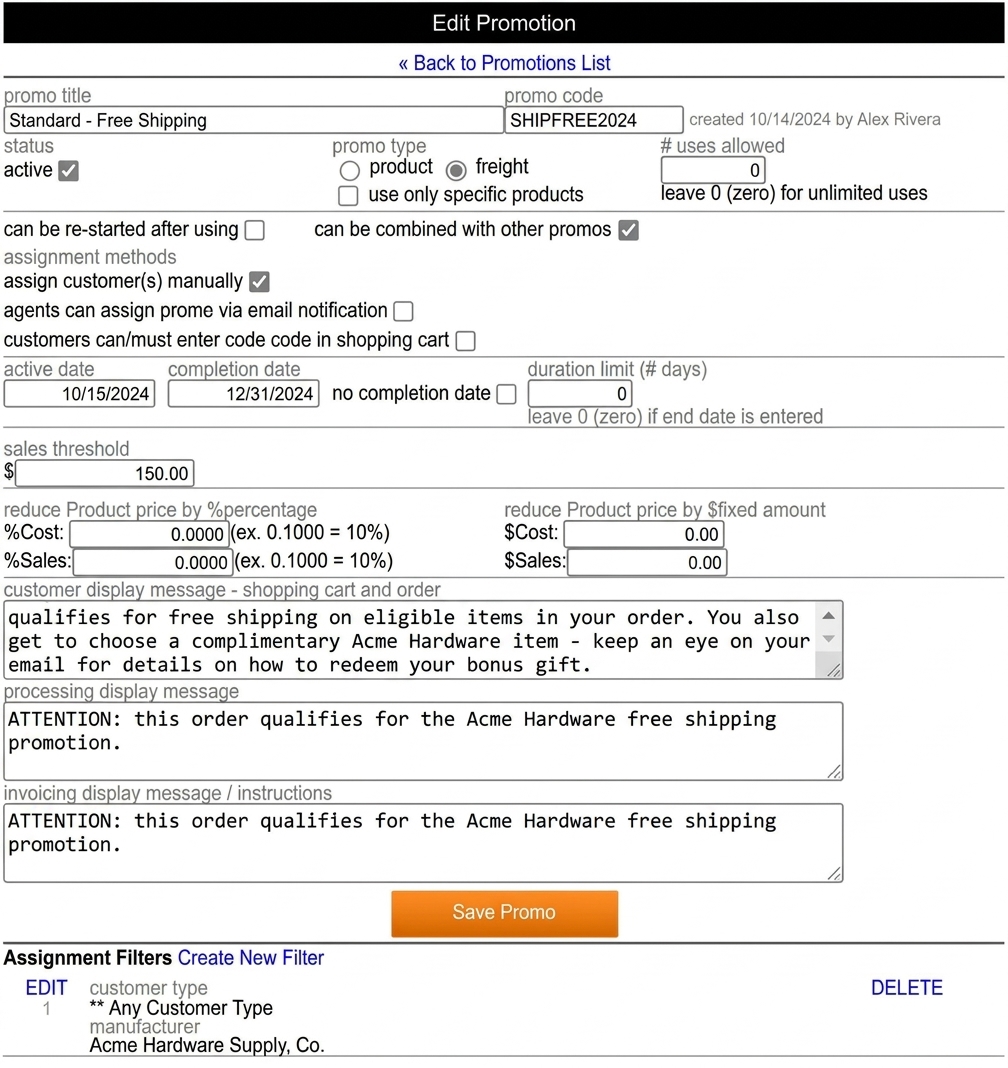 Edit Promotion
« Back to Promotions List
promo title promo code
Standard - Free Shipping SHIPFREE2024 created 10/14/2024 by Alex Rivera
status promo type # uses allowed
active product freight 0
use only specific products leave 0 (zero) for unlimited uses
can be re-started after using can be combined with other promos
assignment methods
assign customer(s) manually
agents can assign prome via email notification
customers can/must enter code code in shopping cart
active date completion date duration limit (# days)
10/15/2024 12/31/2024 no completion date 0
leave 0 (zero) if end date is entered
sales threshold
$ 150.00
reduce Product price by %percentage reduce Product price by $fixed amount
%Cost: 0.0000 (ex. 0.1000 = 10%) $Cost: 0.00
%Sales: 0.0000 (ex. 0.1000 = 10%) $Sales: 0.00
customer display message - shopping cart and order
qualifies for free shipping on eligible items in your order. You also
get to choose a complimentary Acme Hardware item - keep an eye on your
email for details on how to redeem your bonus gift.
processing display message
ATTENTION: this order qualifies for the Acme Hardware free shipping
promotion.
invoicing display message / instructions
ATTENTION: this order qualifies for the Acme Hardware free shipping
promotion.
Save Promo
Assignment Filters Create New Filter
EDIT customer type DELETE
1 ** Any Customer Type
manufacturer
Acme Hardware Supply, Co.